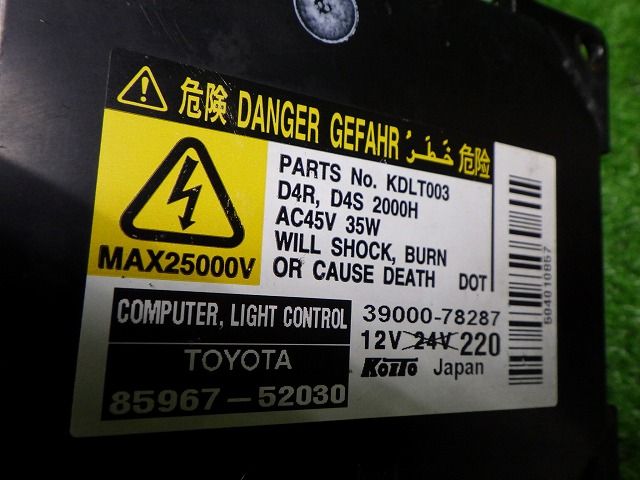 危険 DANGER GEFAHR خَطَر 危险
MAX25000V
PARTS No. KDLT003
D4R, D4S 2000H
AC45V 35W
WILL SHOCK, BURN
OR CAUSE DEATH DOT
COMPUTER, LIGHT CONTROL
TOYOTA
85967-52030
39000-78287
12V 24V 220
KOITO Japan
504010857